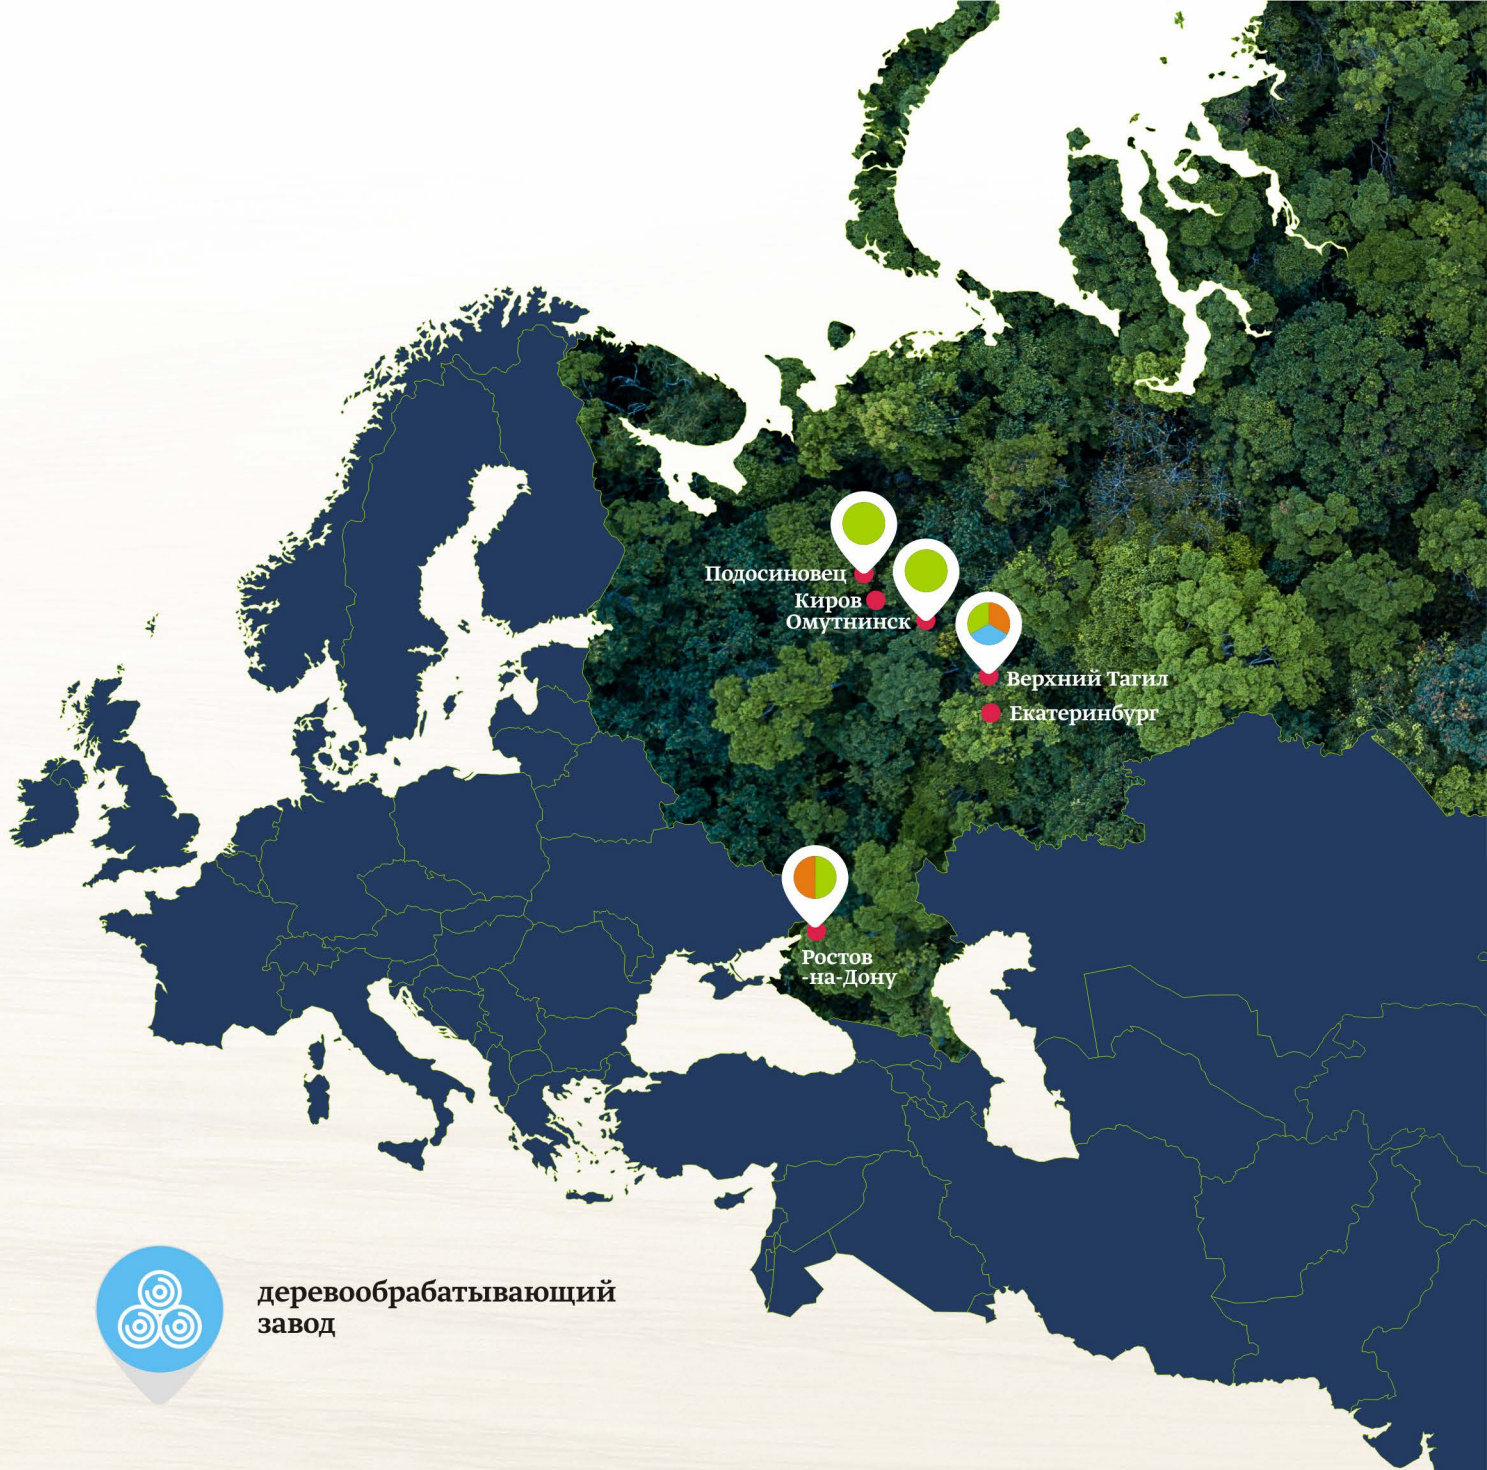 Подосиновец
Киров
Омутнинск
Верхний Тагил
Екатеринбург
Ростов
-на-Дону
деревообрабатывающий
завод